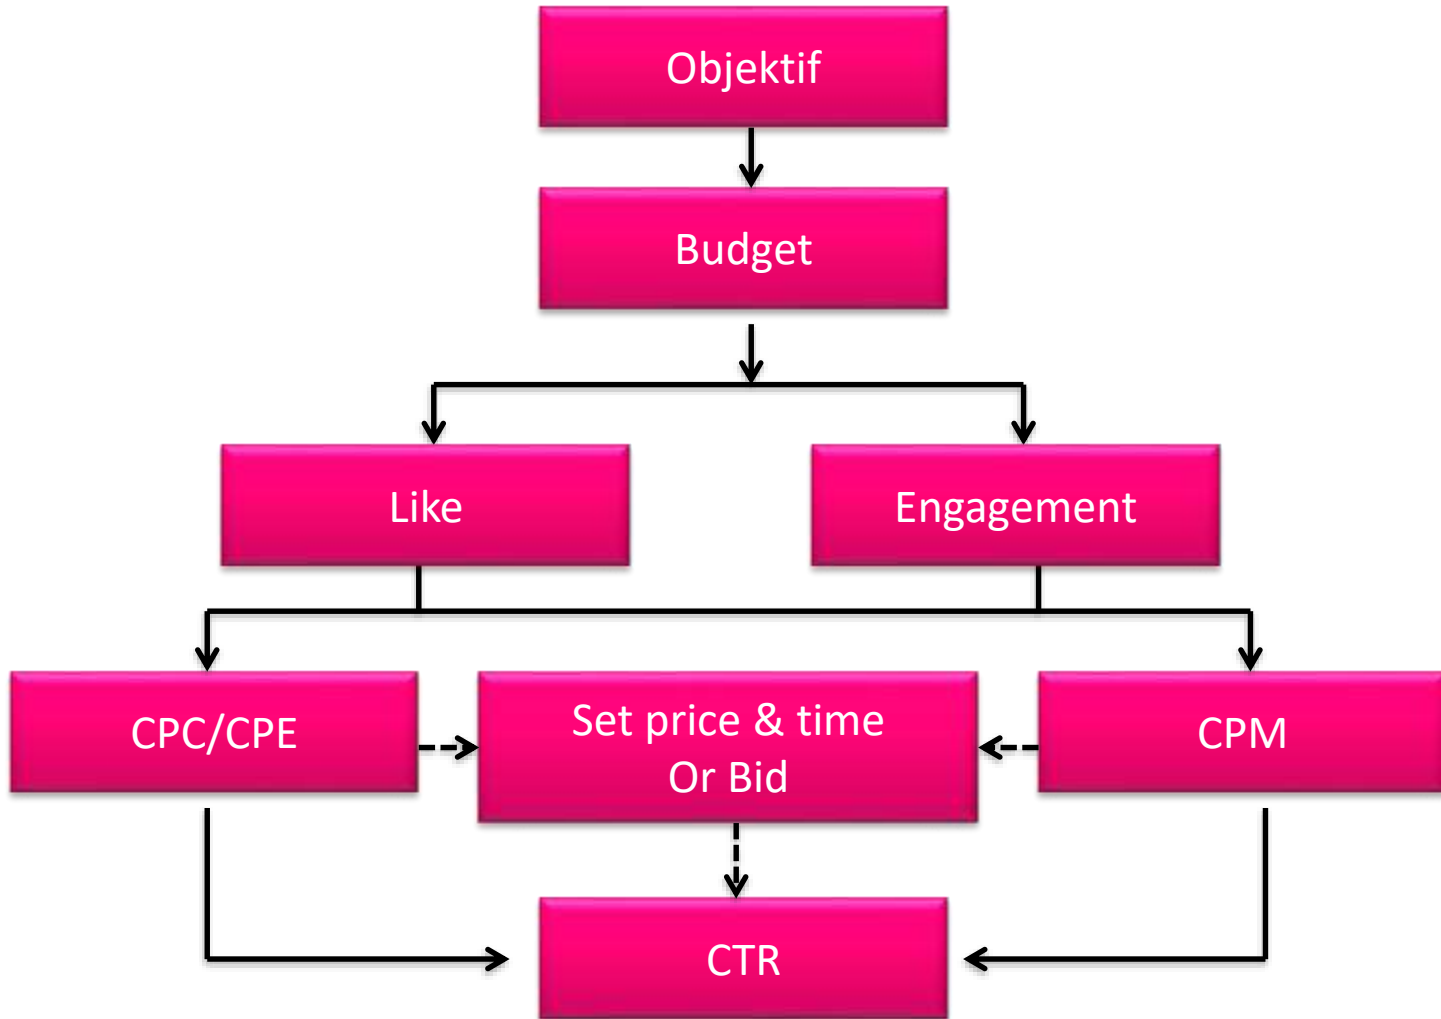 Objektif
Budget
Like
Engagement
CPC/CPE
Set price & time
Or Bid
CPM
CTR